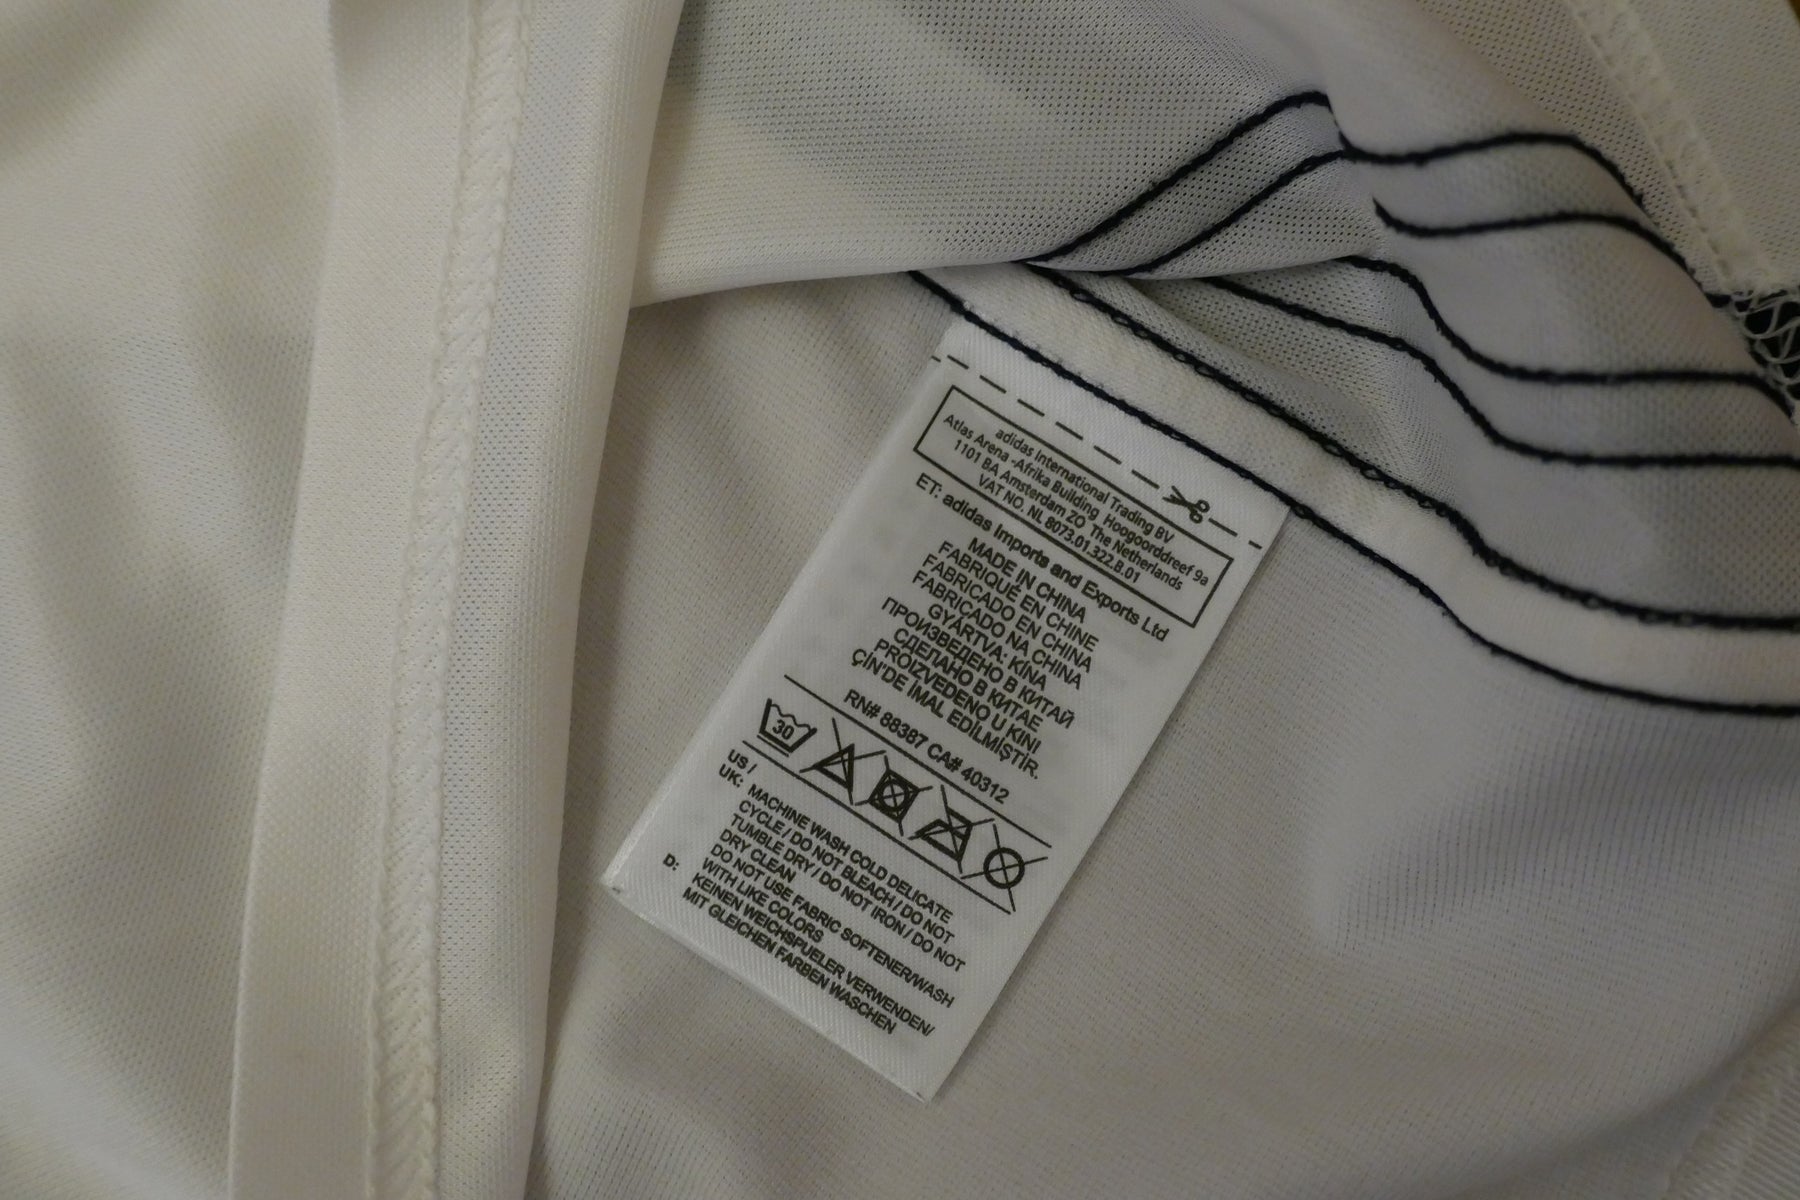 adidas International Trading BV
Atlas Arena -Afrika Building Hoogoorddreef 9a
1101 BA Amsterdam ZO The Netherlands
VAT NO. NL 8073.01.322.B.01
ET: adidas Imports and Exports Ltd
MADE IN CHINA
FABRIQUÉ EN CHINE
FABRICADO EN CHINA
FABRICADO NA CHINA
GYÁRTVA: KÍNA
ПРОИЗВЕДЕНО В КИТАЙ
СДЕЛАНО В КИТАЕ
PROIZVEDENO U KINI
ÇİN'DE İMAL EDİLMİŞTİR.
RN# 88387 CA# 40312
30
US /
UK: MACHINE WASH COLD DELICATE
CYCLE / DO NOT BLEACH / DO NOT
TUMBLE DRY / DO NOT IRON / DO NOT
DRY CLEAN
DO NOT USE FABRIC SOFTENER/WASH
WITH LIKE COLORS
D: KEINEN WEICHSPUELER VERWENDEN/
MIT GLEICHEN FARBEN WASCHEN